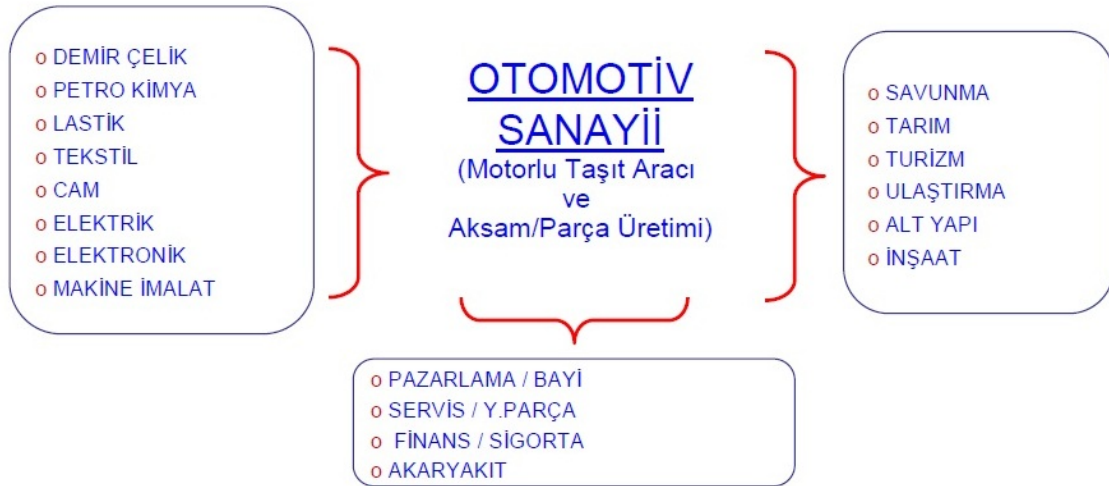 o DEMİR ÇELİK
o PETRO KİMYA
o LASTİK
o TEKSTİL
o CAM
o ELEKTRİK
o ELEKTRONİK
o MAKİNE İMALAT
OTOMOTİV
SANAYİİ
(Motorlu Taşıt Aracı
ve
Aksam/Parça Üretimi)
o SAVUNMA
o TARIM
o TURİZM
o ULAŞTIRMA
o ALT YAPI
o İNŞAAT
o PAZARLAMA / BAYİ
o SERVİS / Y.PARÇA
o FİNANS / SİGORTA
o AKARYAKIT